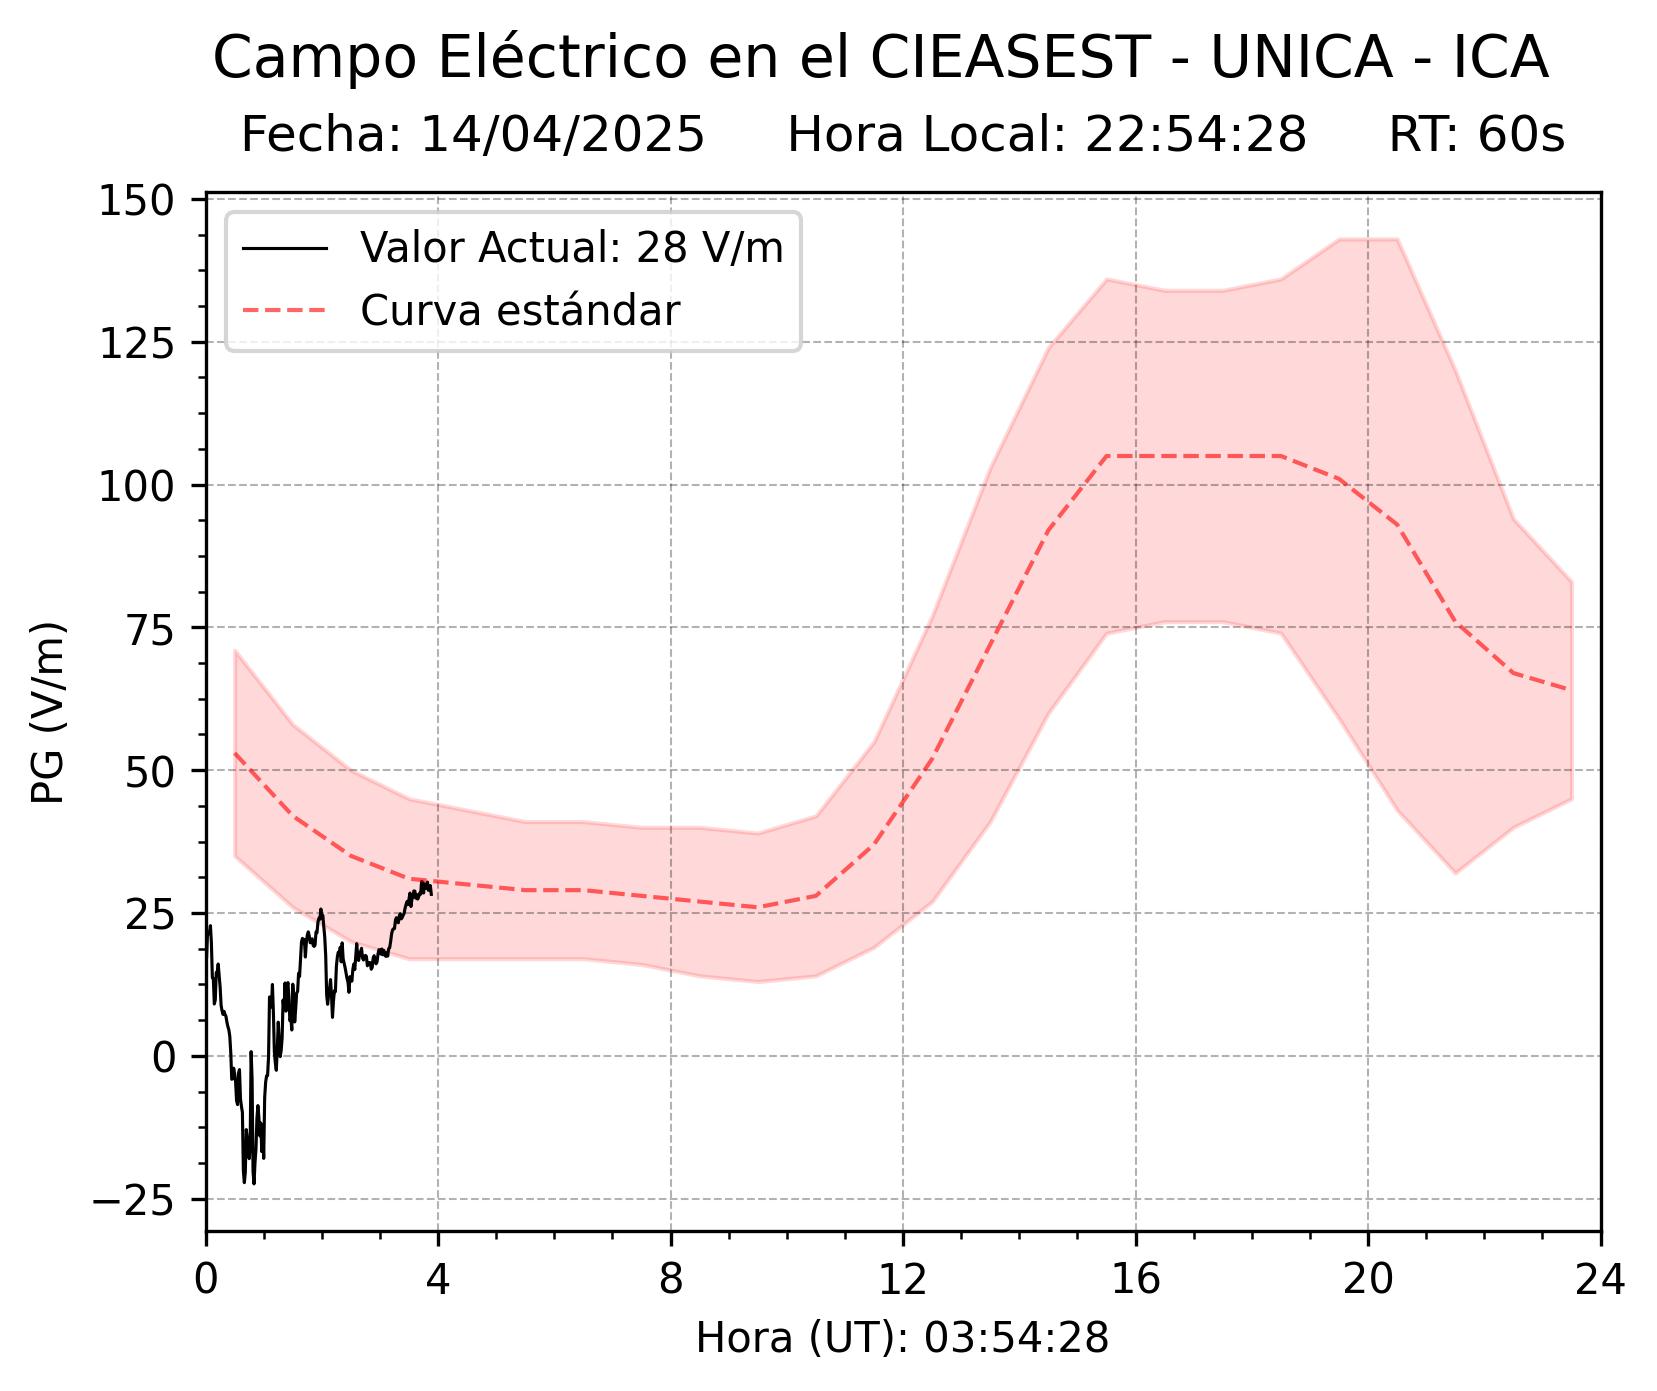 Campo Eléctrico en el CIEASEST - UNICA - ICA
Fecha: 14/04/2025 Hora Local: 22:54:28 RT: 60s
Valor Actual: 28 V/m
Curva estándar
PG (V/m)
150
125
100
75
50
25
0
−25
0 4 8 12 16 20 24
Hora (UT): 03:54:28